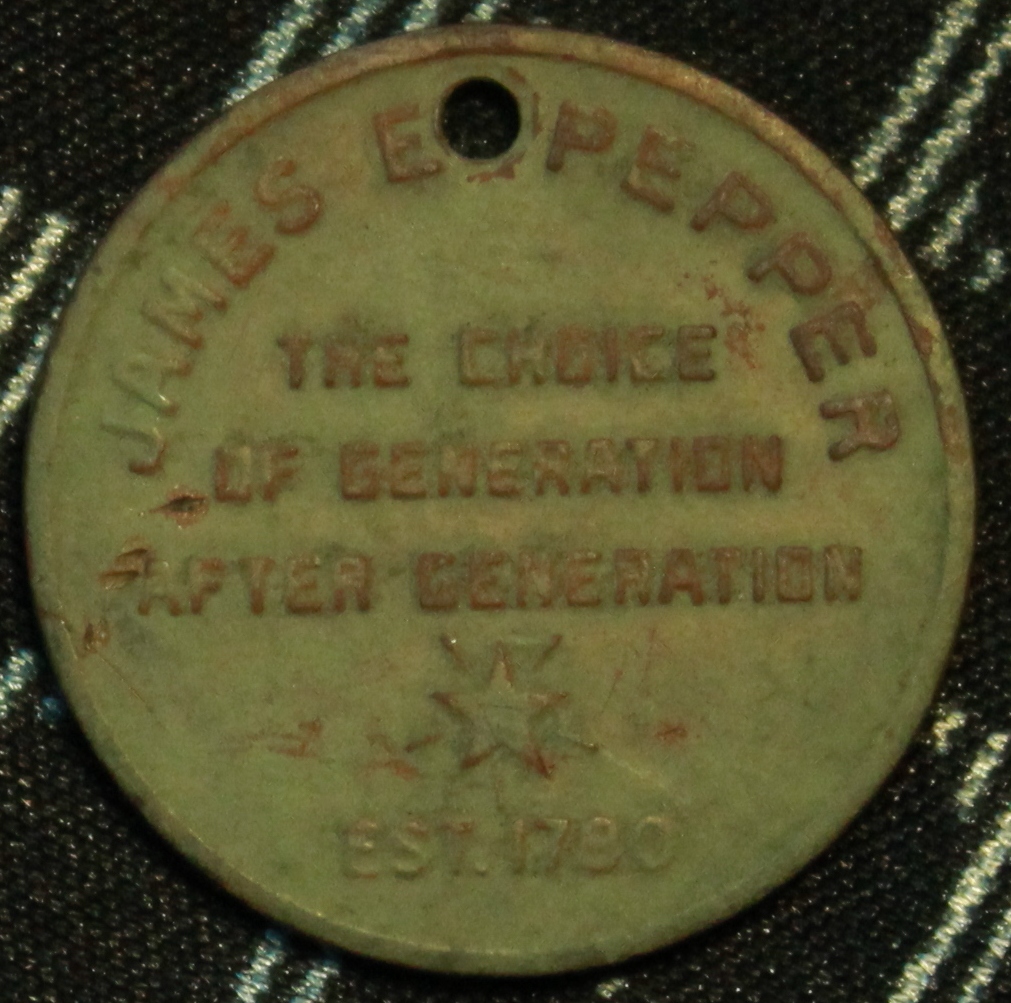 JAMES E PEPPER
THE CHOICE
OF GENERATION
AFTER GENERATION
EST. 1780